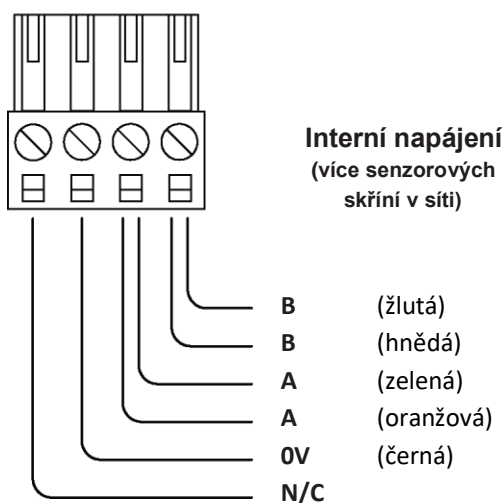 Interní napájení
(více senzorových
skříní v síti)
B (žlutá)
B (hnědá)
A (zelená)
A (oranžová)
0V (černá)
N/C